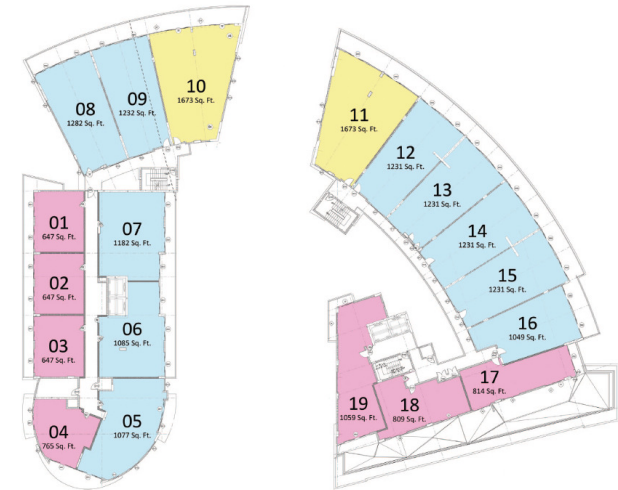 08
1282 Sq. Ft.
09
1232 Sq. Ft.
10
1673 Sq. Ft.
01
647 Sq. Ft.
02
647 Sq. Ft.
03
647 Sq. Ft.
04
765 Sq. Ft.
07
1182 Sq. Ft.
06
1085 Sq. Ft.
05
1077 Sq. Ft.
11
1673 Sq. Ft.
12
1231 Sq. Ft.
13
1231 Sq. Ft.
14
1231 Sq. Ft.
15
1231 Sq. Ft.
16
1049 Sq. Ft.
17
814 Sq. Ft.
18
809 Sq. Ft.
19
1059 Sq. Ft.